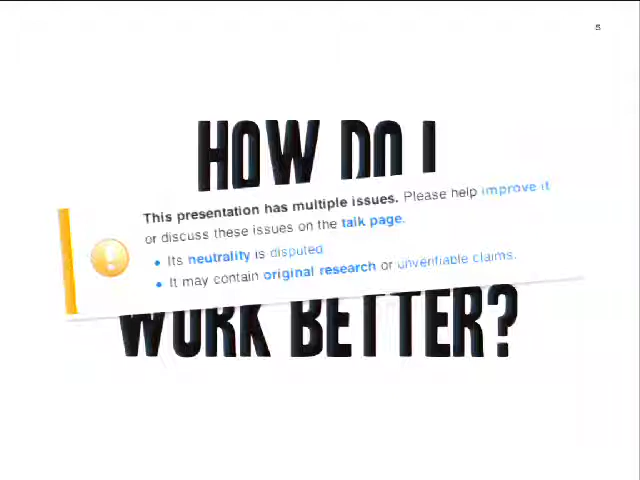 5
HOW DO I
This presentation has multiple issues. Please help improve it
or discuss these issues on the talk page.
• Its neutrality is disputed
• It may contain original research or unverifiable claims.
WORK BETTER?